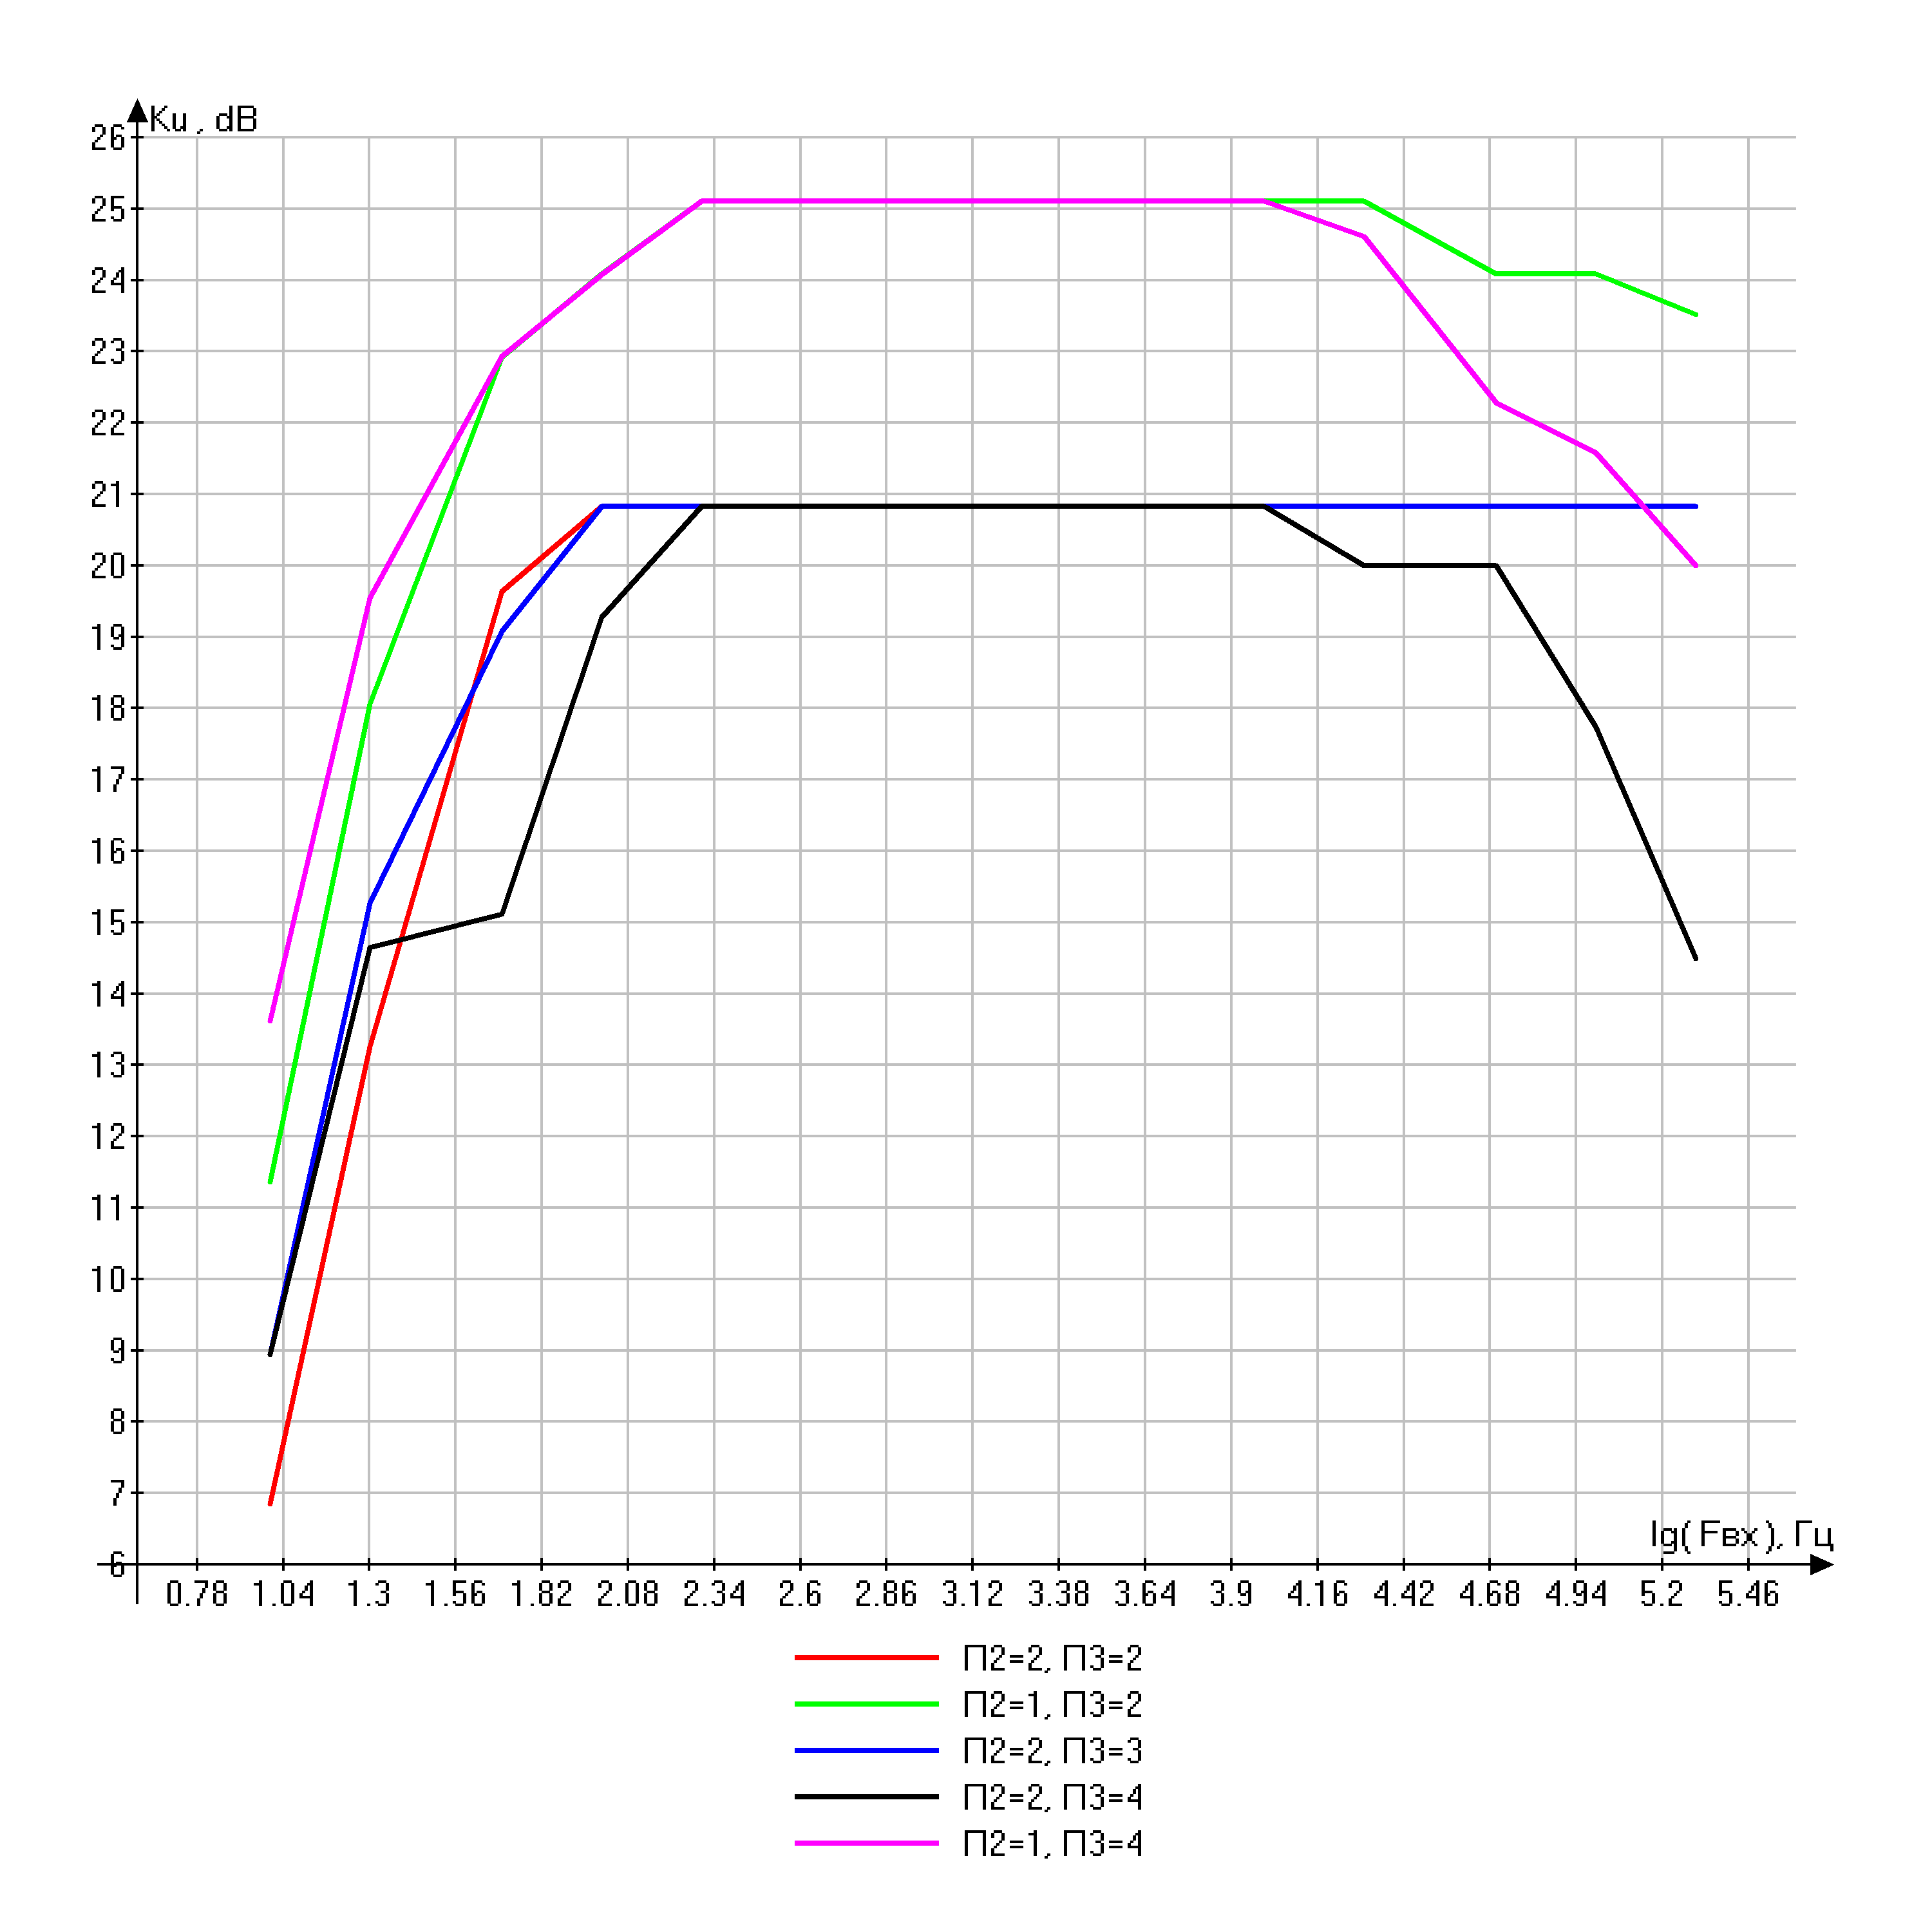 Ku, dB
26
25
24
23
22
21
20
19
18
17
16
15
14
13
12
11
10
9
8
7
6
lg(Fвх), Гц
0.78 1.04 1.3 1.56 1.82 2.08 2.34 2.6 2.86 3.12 3.38 3.64 3.9 4.16 4.42 4.68 4.94 5.2 5.46
П2=2, П3=2
П2=1, П3=2
П2=2, П3=3
П2=2, П3=4
П2=1, П3=4